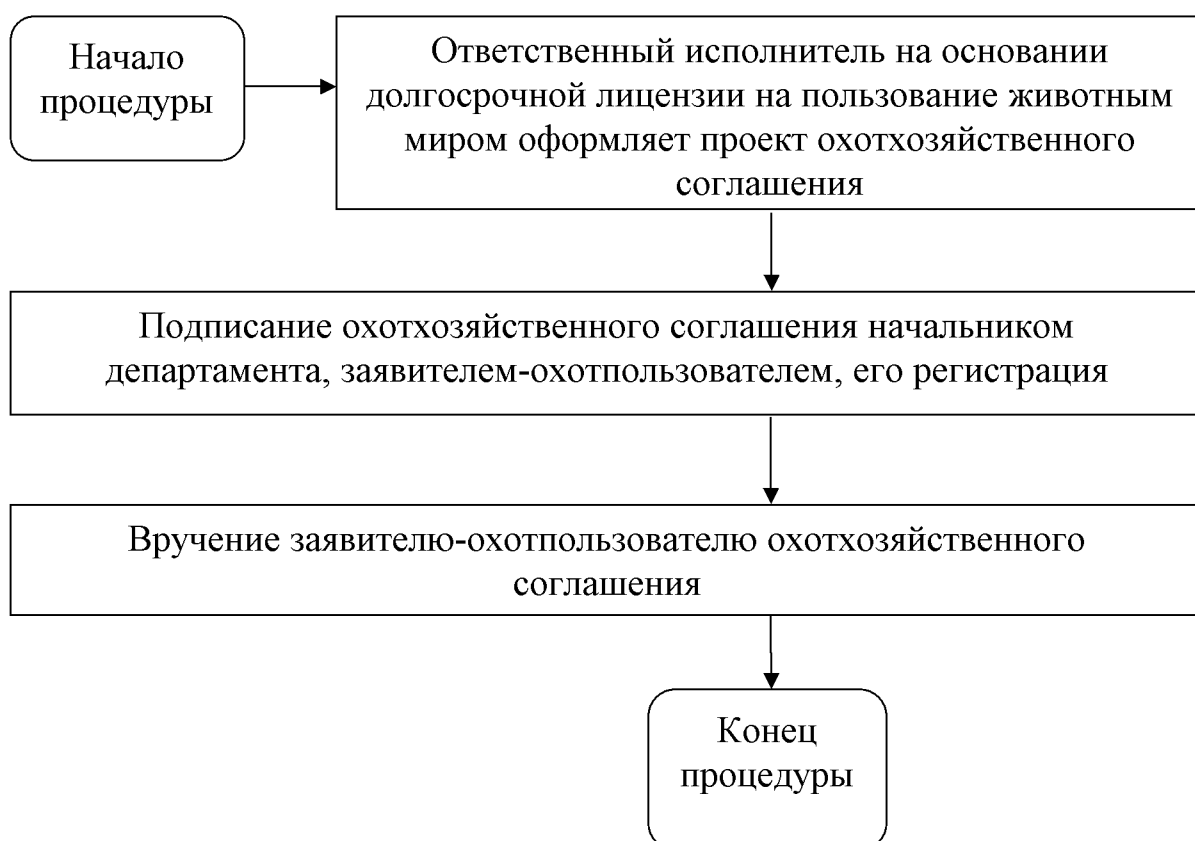 Начало
процедуры
Ответственный исполнитель на основании
долгосрочной лицензии на пользование животным
миром оформляет проект охотхозяйственного
соглашения
Подписание охотхозяйственного соглашения начальником
департамента, заявителем-охотпользователем, его регистрация
Вручение заявителю-охотпользователю охотхозяйственного
соглашения
Конец
процедуры